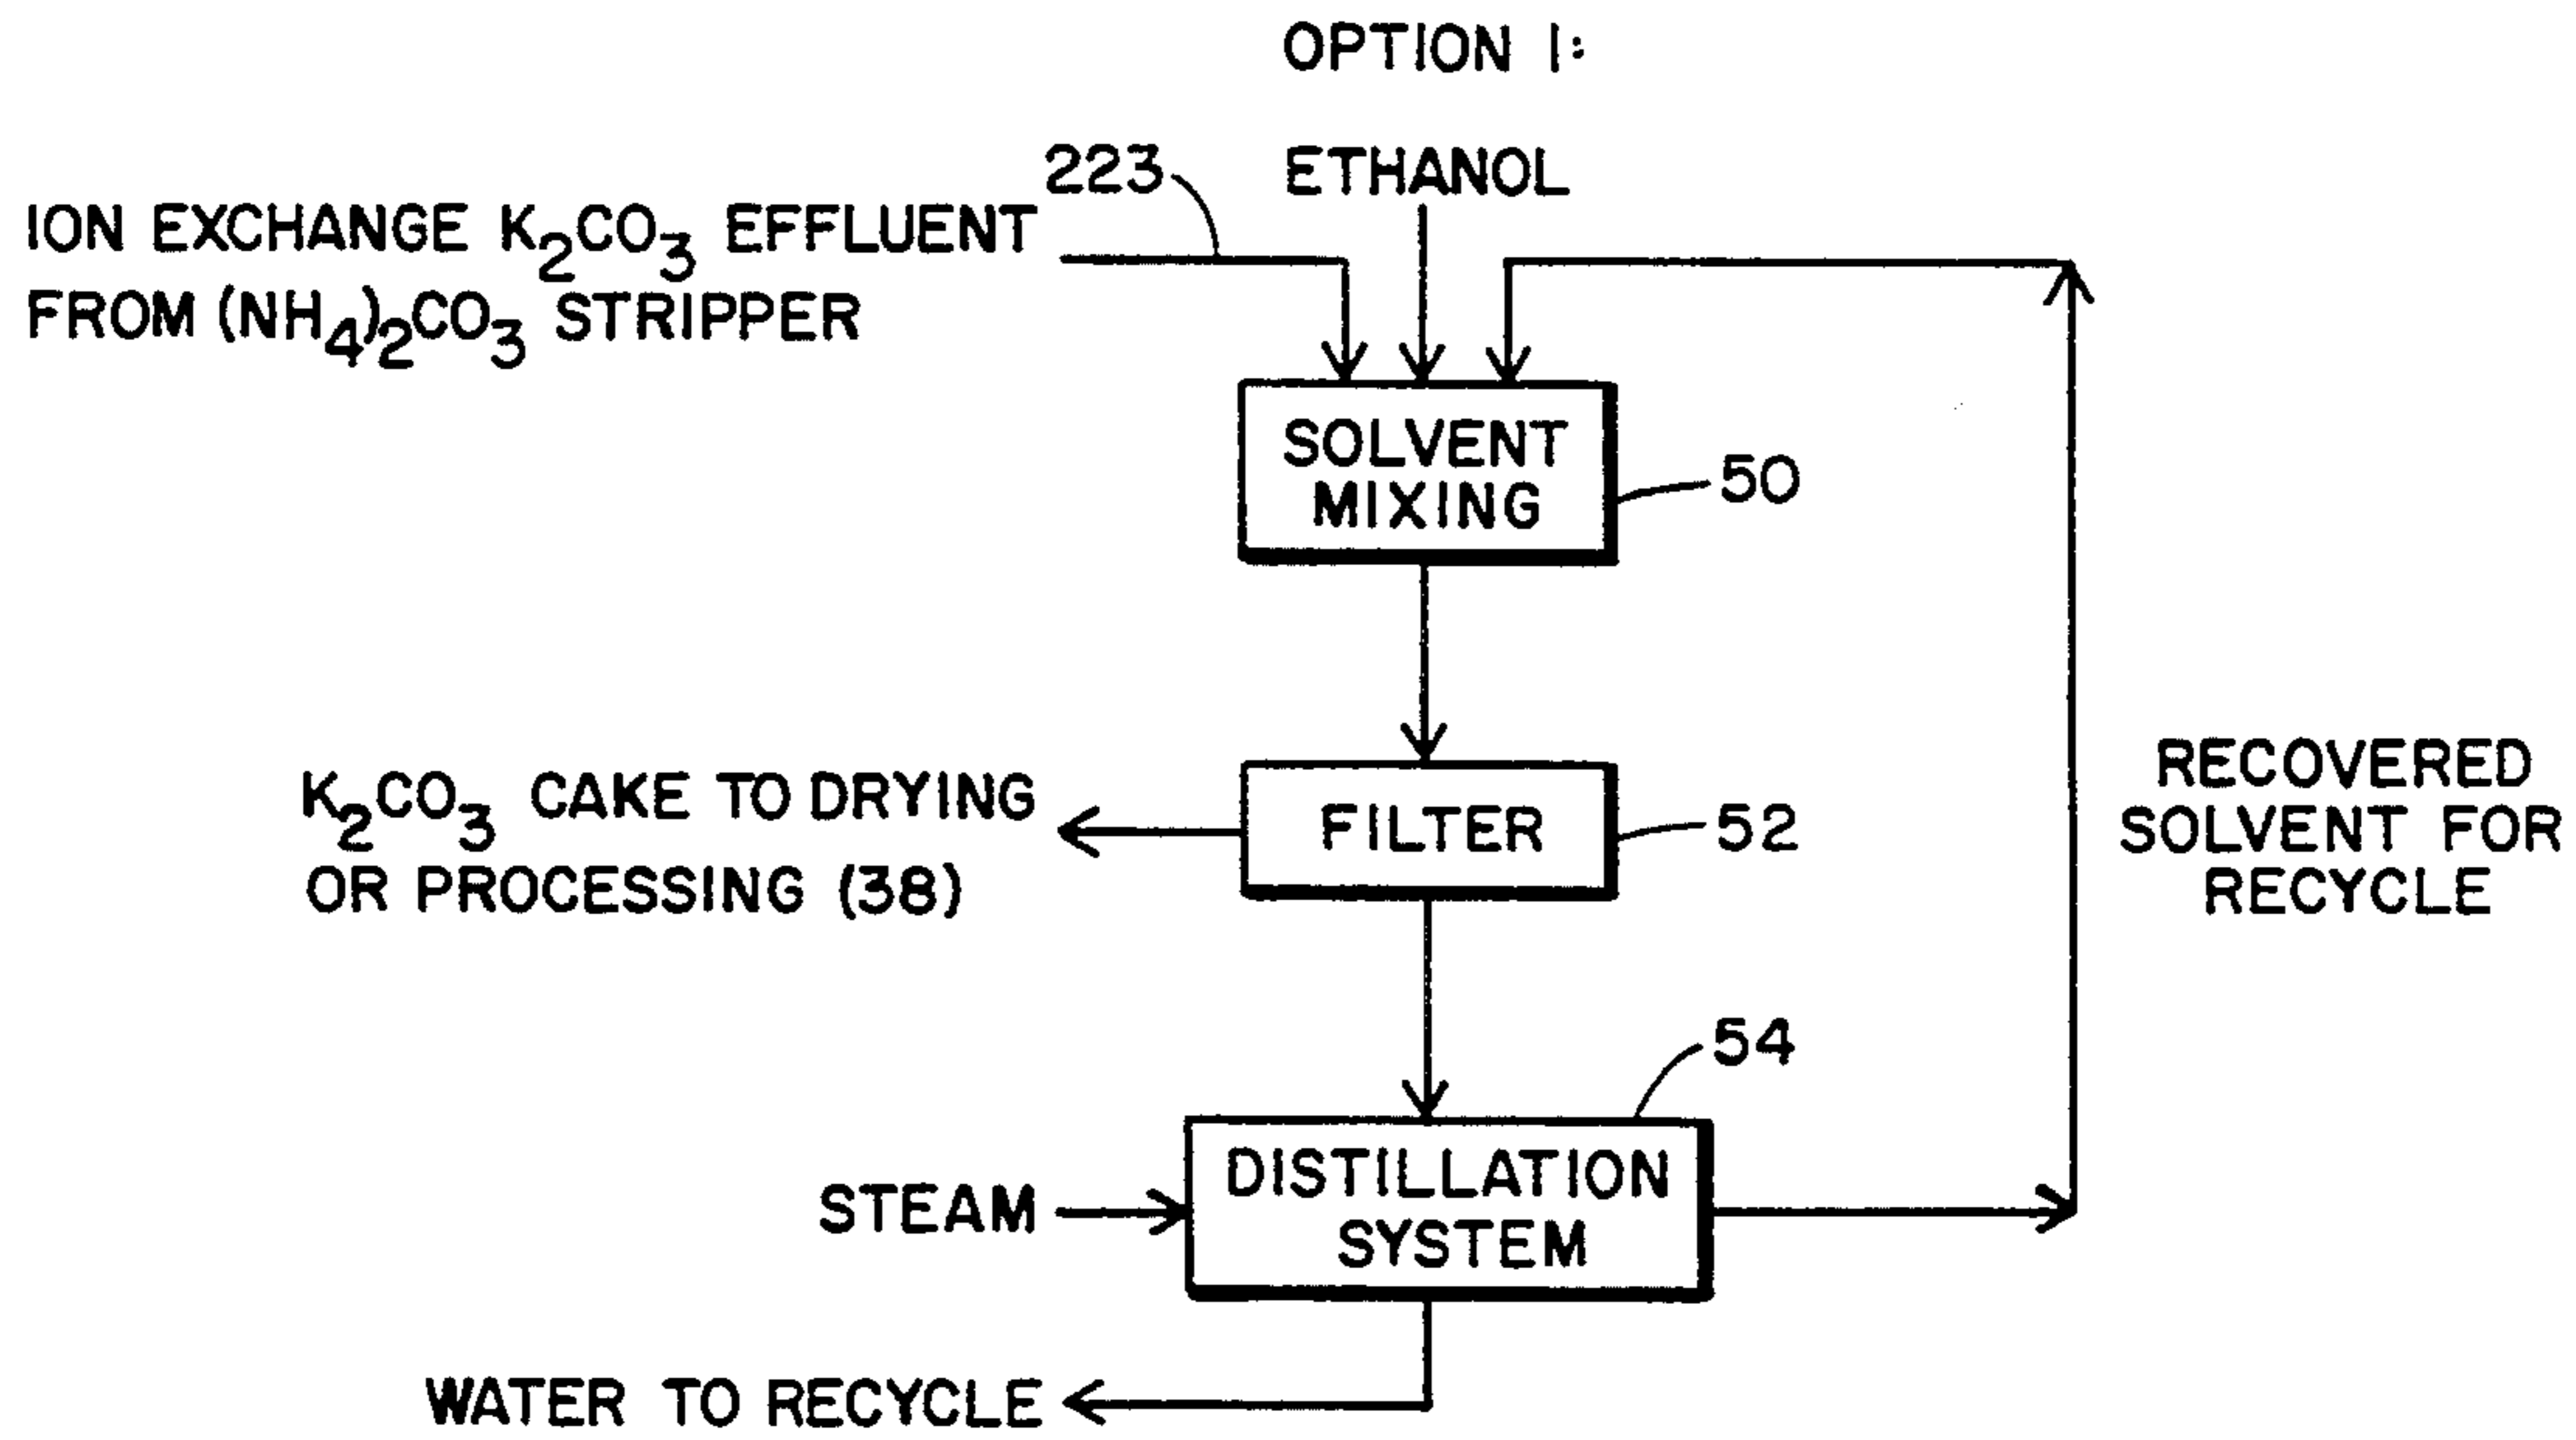 OPTION 1:
223
ETHANOL
ION EXCHANGE K₂CO₃ EFFLUENT
FROM (NH₄)₂CO₃ STRIPPER
SOLVENT
MIXING
50
K₂CO₃ CAKE TO DRYING
OR PROCESSING (38)
FILTER
52
RECOVERED
SOLVENT FOR
RECYCLE
54
STEAM
DISTILLATION
SYSTEM
WATER TO RECYCLE